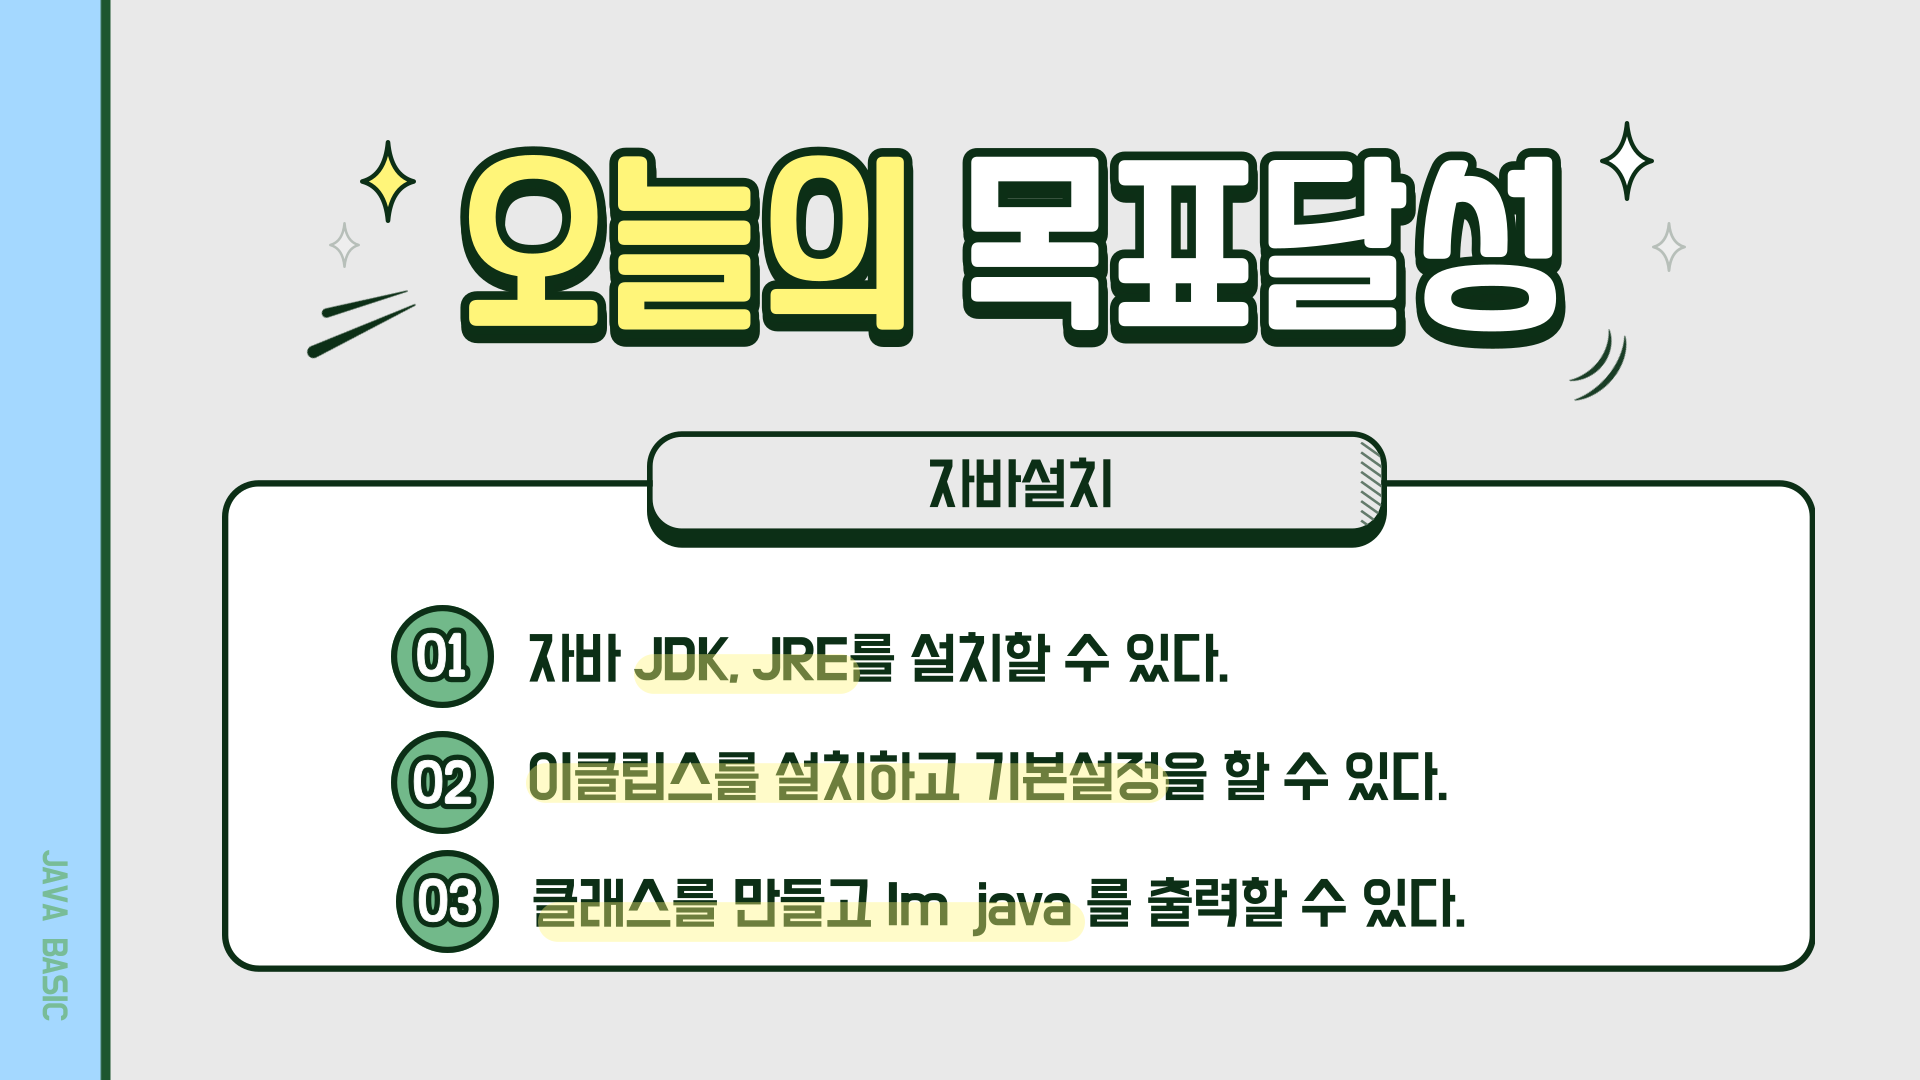 오늘의 목표달성
자바설치
01 자바 JDK, JRE를 설치할 수 있다.
02 이클립스를 설치하고 기본설정을 할 수 있다.
03 클래스를 만들고 Im java 를 출력할 수 있다.
JAVA BASIC